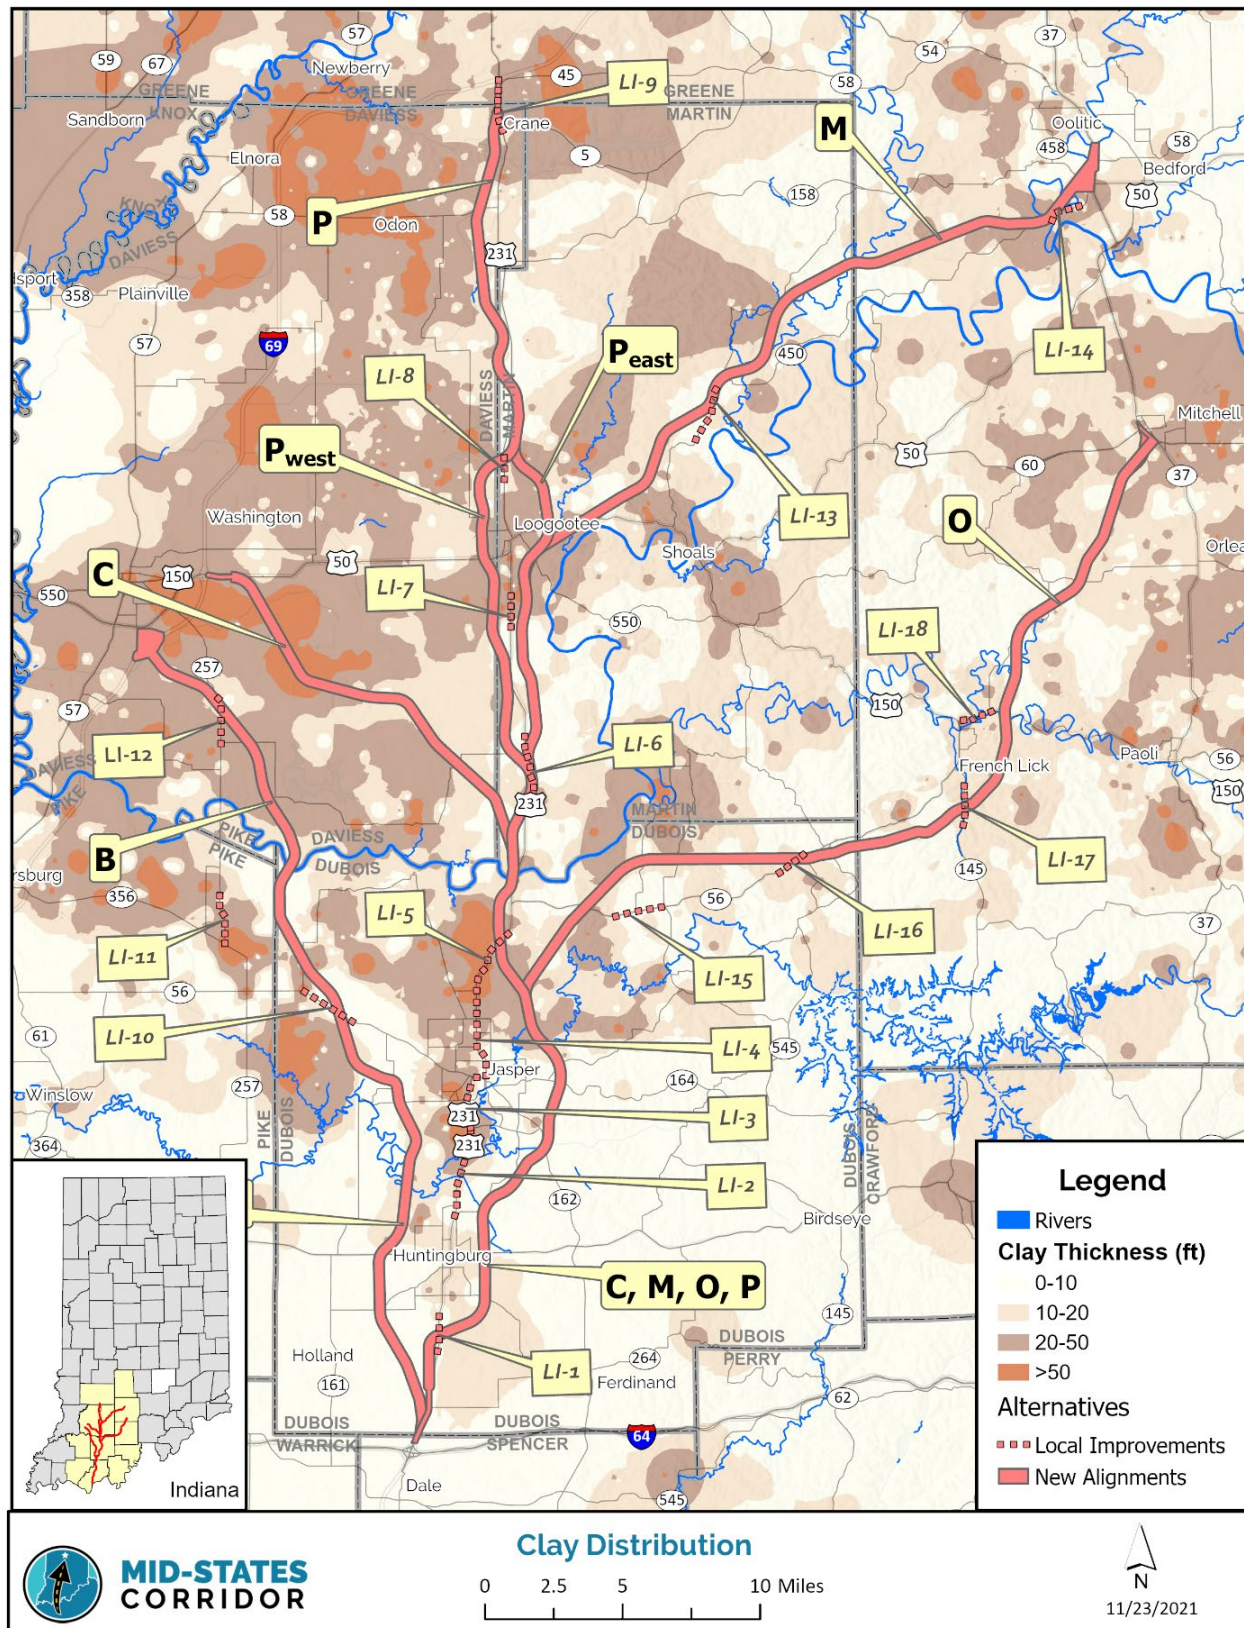 57
59
67
Newberry
45
LI-9
54
37
58
GREENE
KNOX
GREENE
DAVIESS
GREENE
MARTIN
Sandborn
Crane
M
Oolitic
458
58
Elnora
5
Bedford
KNOX
DAVIESS
P
58
Odon
158
50
231
dsport
358
Plainville
57
69
LI-8
DAVIESS
MARTIN
Peast
450
LI-14
Mitchell
Pwest
50
60
37
Washington
Loogootee
LI-13
O
Shoals
Orlea
C
150
50
550
LI-7
550
LI-18
257
57
150
LI-12
LI-6
French Lick
Paoli
56
150
DAVIESS
PIKE
231
MARTIN
DUBOIS
B
PIKE
PIKE
DAVIESS
DUBOIS
LI-17
145
rsburg
356
LI-5
56
LI-16
37
LI-11
56
LI-15
LI-10
61
LI-4
545
Jasper
164
Winslow
257
231
LI-3
364
PIKE
DUBOIS
231
DUBOIS
CRAWFORD
LI-2
162
Birdseye
Huntingburg
C, M, O, P
145
Holland
LI-1
264
DUBOIS
PERRY
161
Ferdinand
62
DUBOIS
WARRICK
DUBOIS
SPENCER
64
Dale
545
Indiana
Legend
Rivers
Clay Thickness (ft)
0-10
10-20
20-50
>50
Alternatives
Local Improvements
New Alignments
MID-STATES
CORRIDOR
Clay Distribution
0 2.5 5 10 Miles
N
11/23/2021